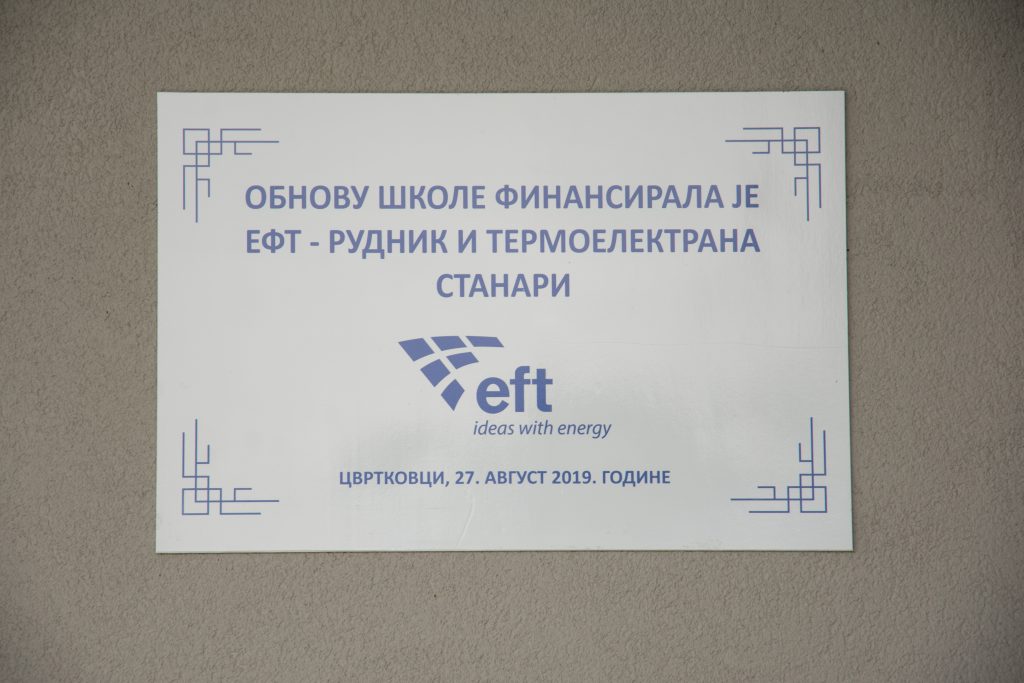 ОБНОВУ ШКОЛЕ ФИНАНСИРАЛА ЈЕ
ЕФТ - РУДНИК И ТЕРМОЕЛЕКТРАНА
СТАНАРИ
eft
ideas with energy
ЦВРТКОВЦИ, 27. АВГУСТ 2019. ГОДИНЕ